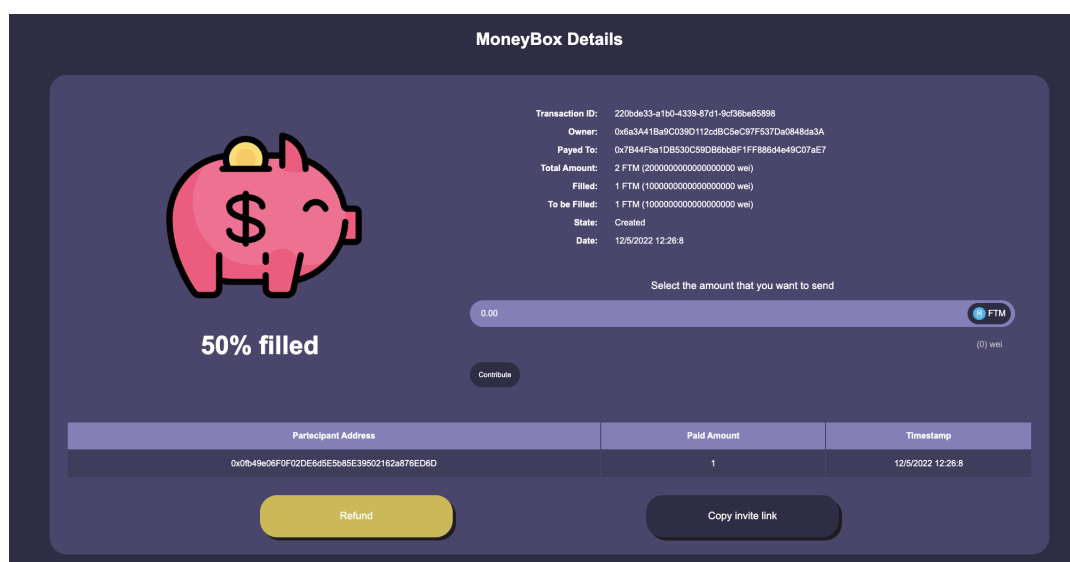 MoneyBox Details
Transaction ID: 220bde33-a1b0-4339-87d1-9cf36be85898
Owner: 0x6a3A41Ba9C039D112cdBC5eC97F537Da0848da3A
Payed To: 0x7B44Fba1DB530C59DB6bbBF1FF886d4e49C07aE7
Total Amount: 2 FTM (2000000000000000000 wei)
Filled: 1 FTM (1000000000000000000 wei)
To be Filled: 1 FTM (1000000000000000000 wei)
State: Created
Date: 12/5/2022 12:26:8
$
50% filled
Select the amount that you want to send
0.00 FTM
(0) wei
Contribute
Partecipant Address Paid Amount Timestamp
0x0fb49e06F0F02DE6d5E5b85E39502162a876ED6D 1 12/5/2022 12:26:8
Refund Copy invite link